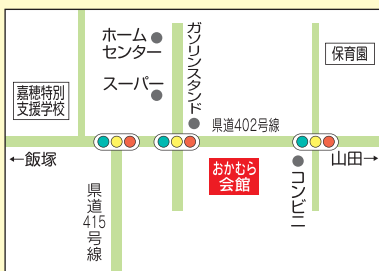 ホーム
センター
スーパー
ガソリンスタンド
保育園
嘉穂特別
支援学校
県道402号線
←飯塚
山田→
おかむら
会館
コンビニ
県道
415
号線